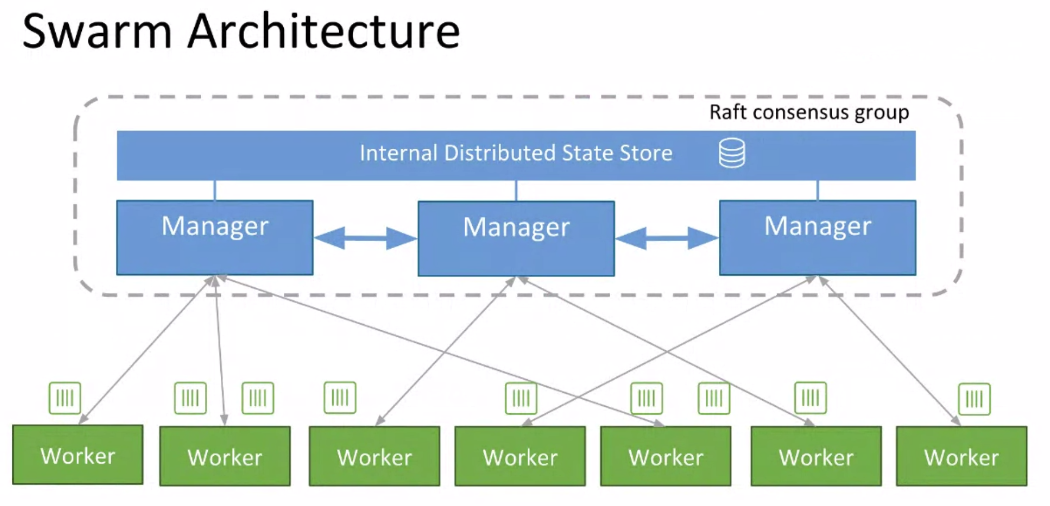 Swarm Architecture
Raft consensus group
Internal Distributed State Store
Manager
Manager
Manager
Worker
Worker
Worker
Worker
Worker
Worker
Worker